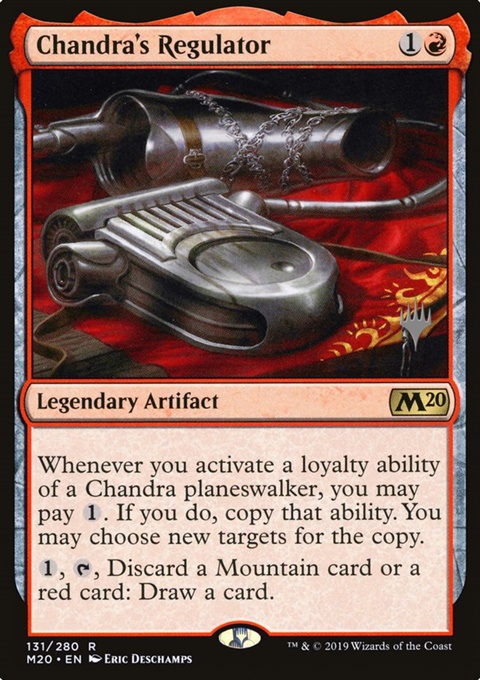 Chandra's Regulator 1
Legendary Artifact M20
Whenever you activate a loyalty ability
of a Chandra planeswalker, you may
pay 1. If you do, copy that ability. You
may choose new targets for the copy.
1, , Discard a Mountain card or a
red card: Draw a card.
131/280 R
M20 • EN Eric Deschamps
™ & © 2019 Wizards of the Coast